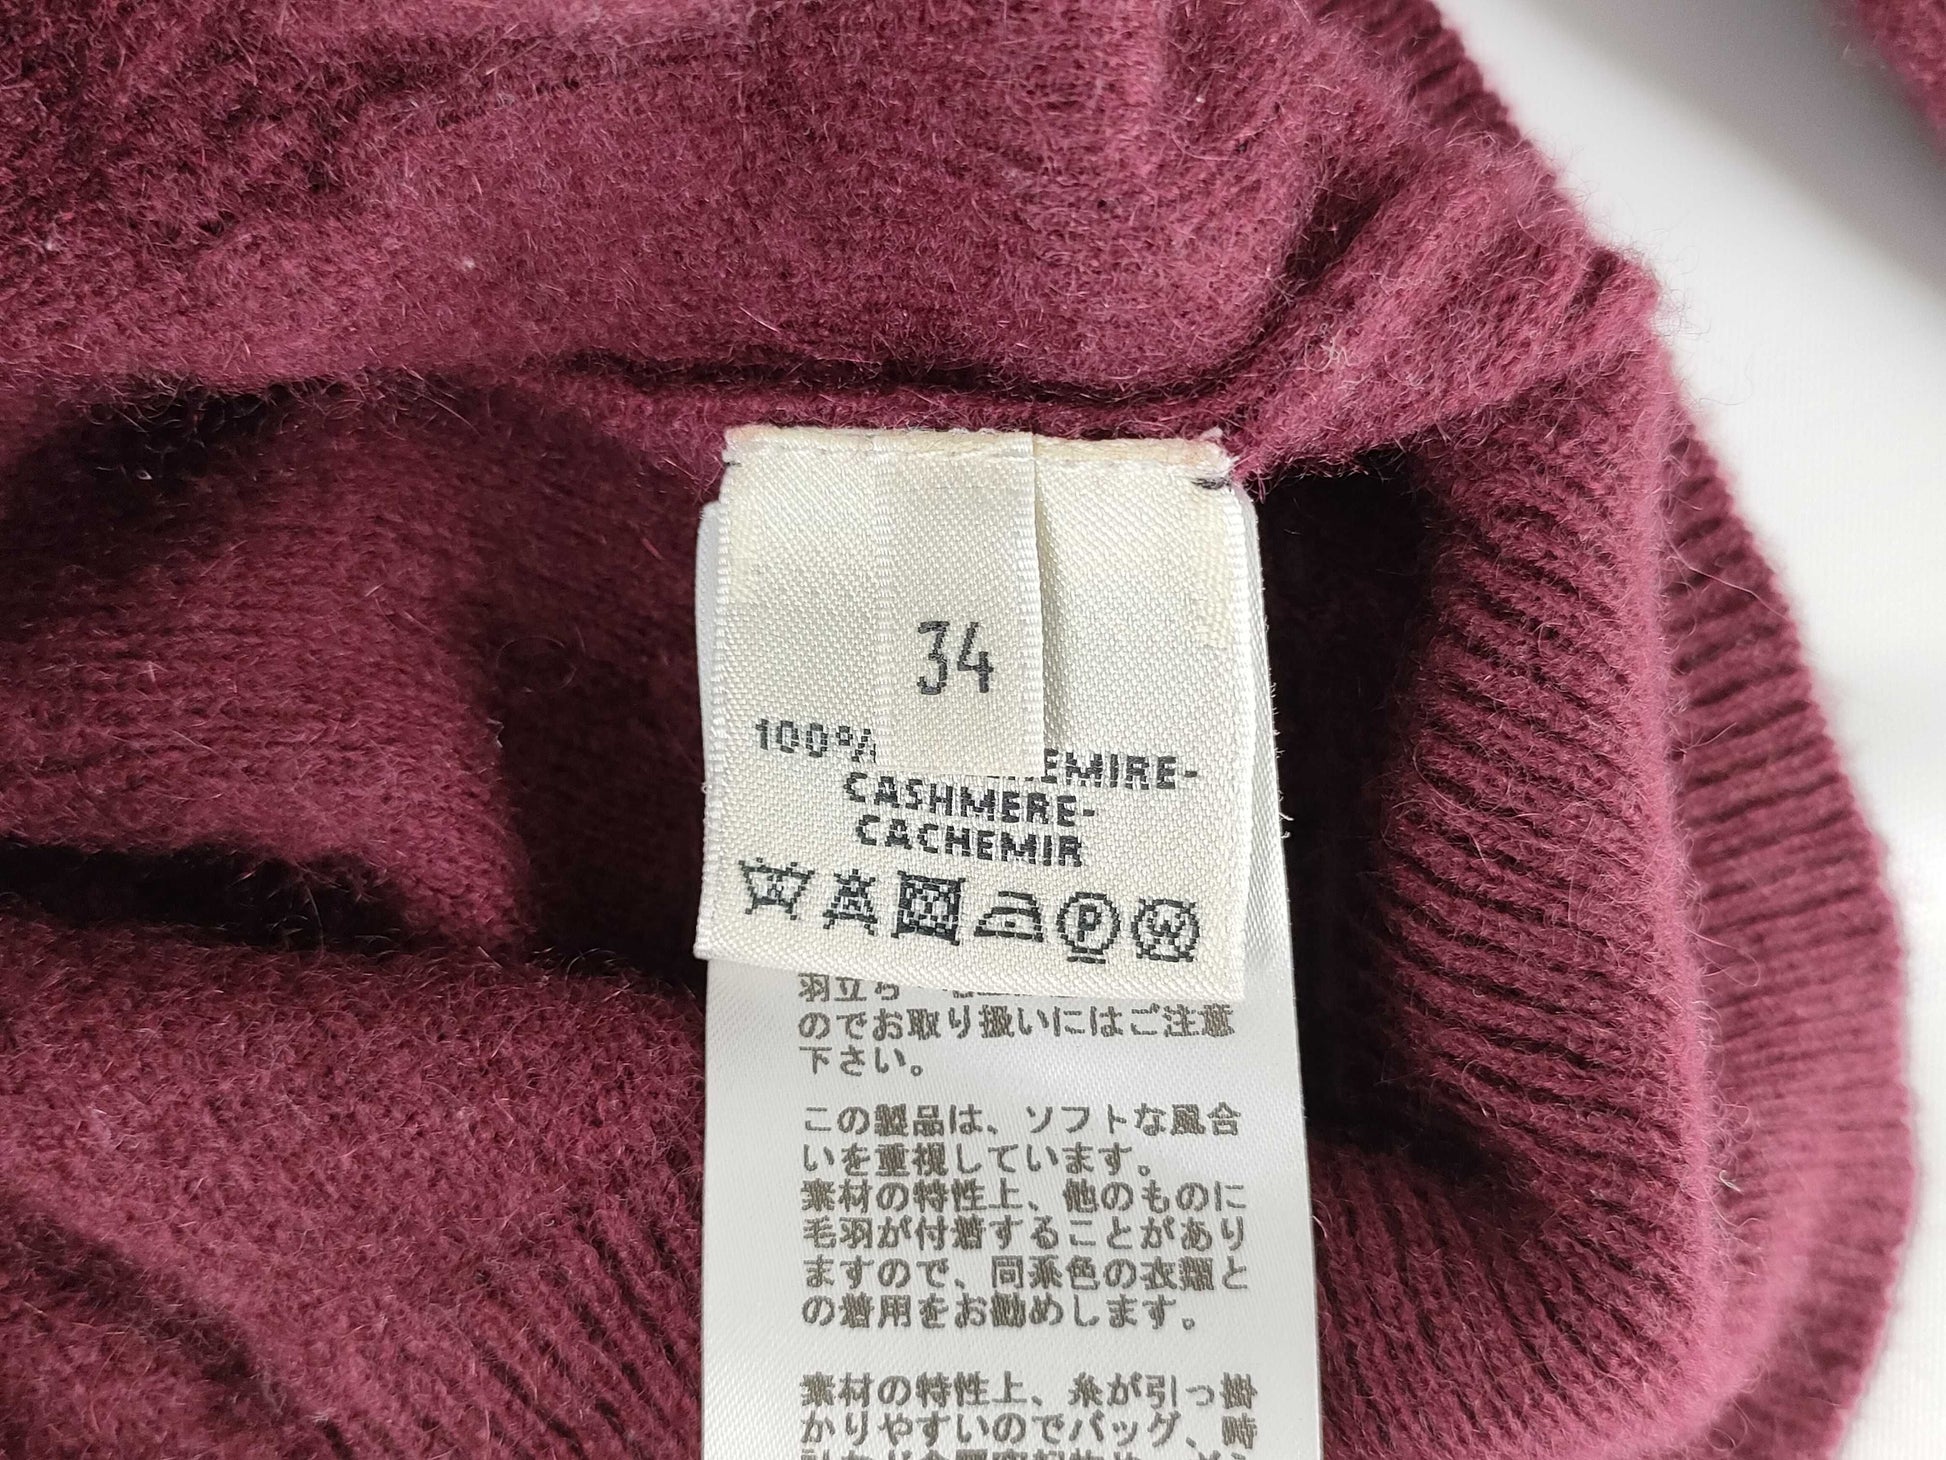 34
100% EMIRE-
CASHMERE-
CACHEMIR
P W
羽立ち
のでお取り扱いにはご注意
下さい。
この製品は、ソフトな風合
いを重視しています。
素材の特性上、他のものに
毛羽が付着することがあり
ますので、同系色の衣類と
の着用をお勧めします。
素材の特性上、糸が引っ掛
かりやすいのでバッグ、時